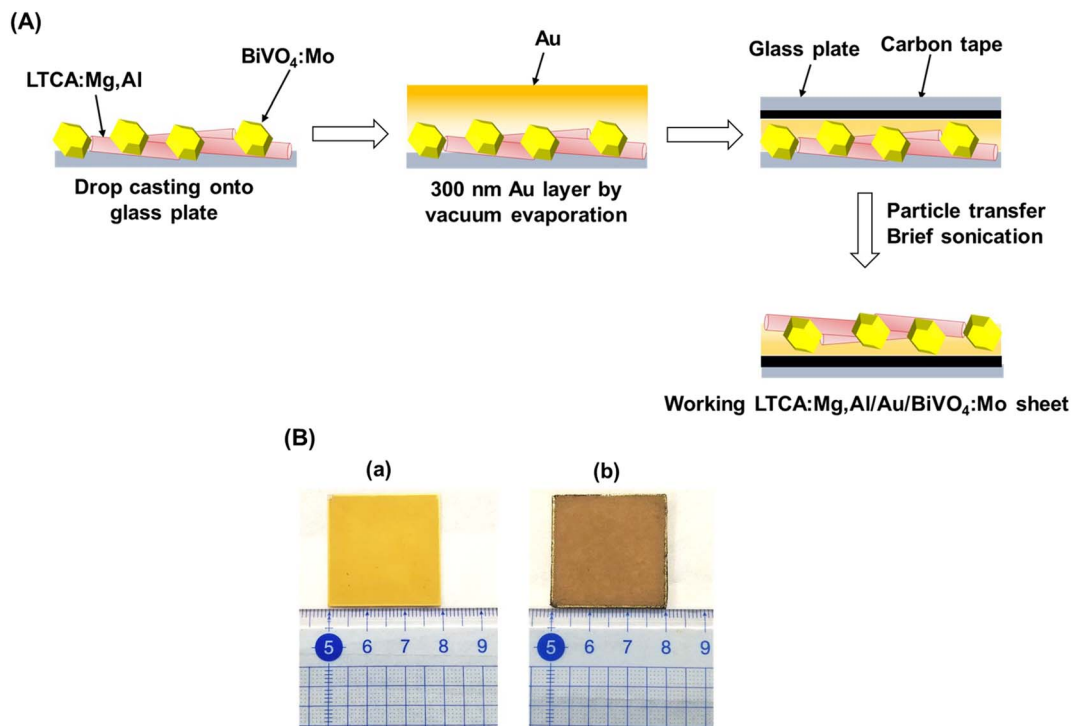 (A)
Au
BiVO₄:Mo
LTCA:Mg,Al
Glass plate
Carbon tape
Drop casting onto
glass plate
300 nm Au layer by
vacuum evaporation
Particle transfer
Brief sonication
Working LTCA:Mg,Al/Au/BiVO₄:Mo sheet
(B)
(a)
(b)
5 6 7 8 9
5 6 7 8 9